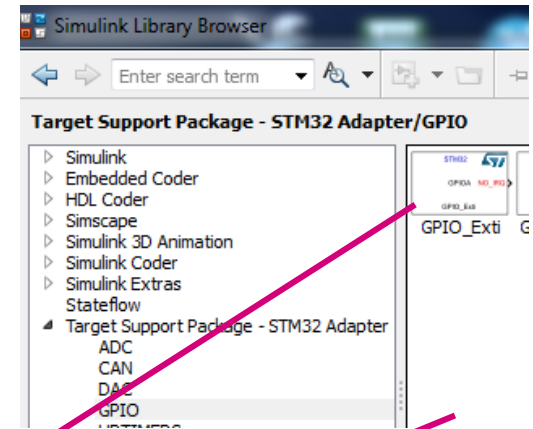 Simulink Library Browser
Enter search term
Target Support Package - STM32 Adapter/GPIO
Simulink
Embedded Coder
HDL Coder
Simscape
Simulink 3D Animation
Simulink Coder
Simulink Extras
Stateflow
Target Support Package - STM32 Adapter
ADC
CAN
DAC
GPIO
STM32
GPIOA NO_IRQ
GPIO_Exti
GPIO_Exti G